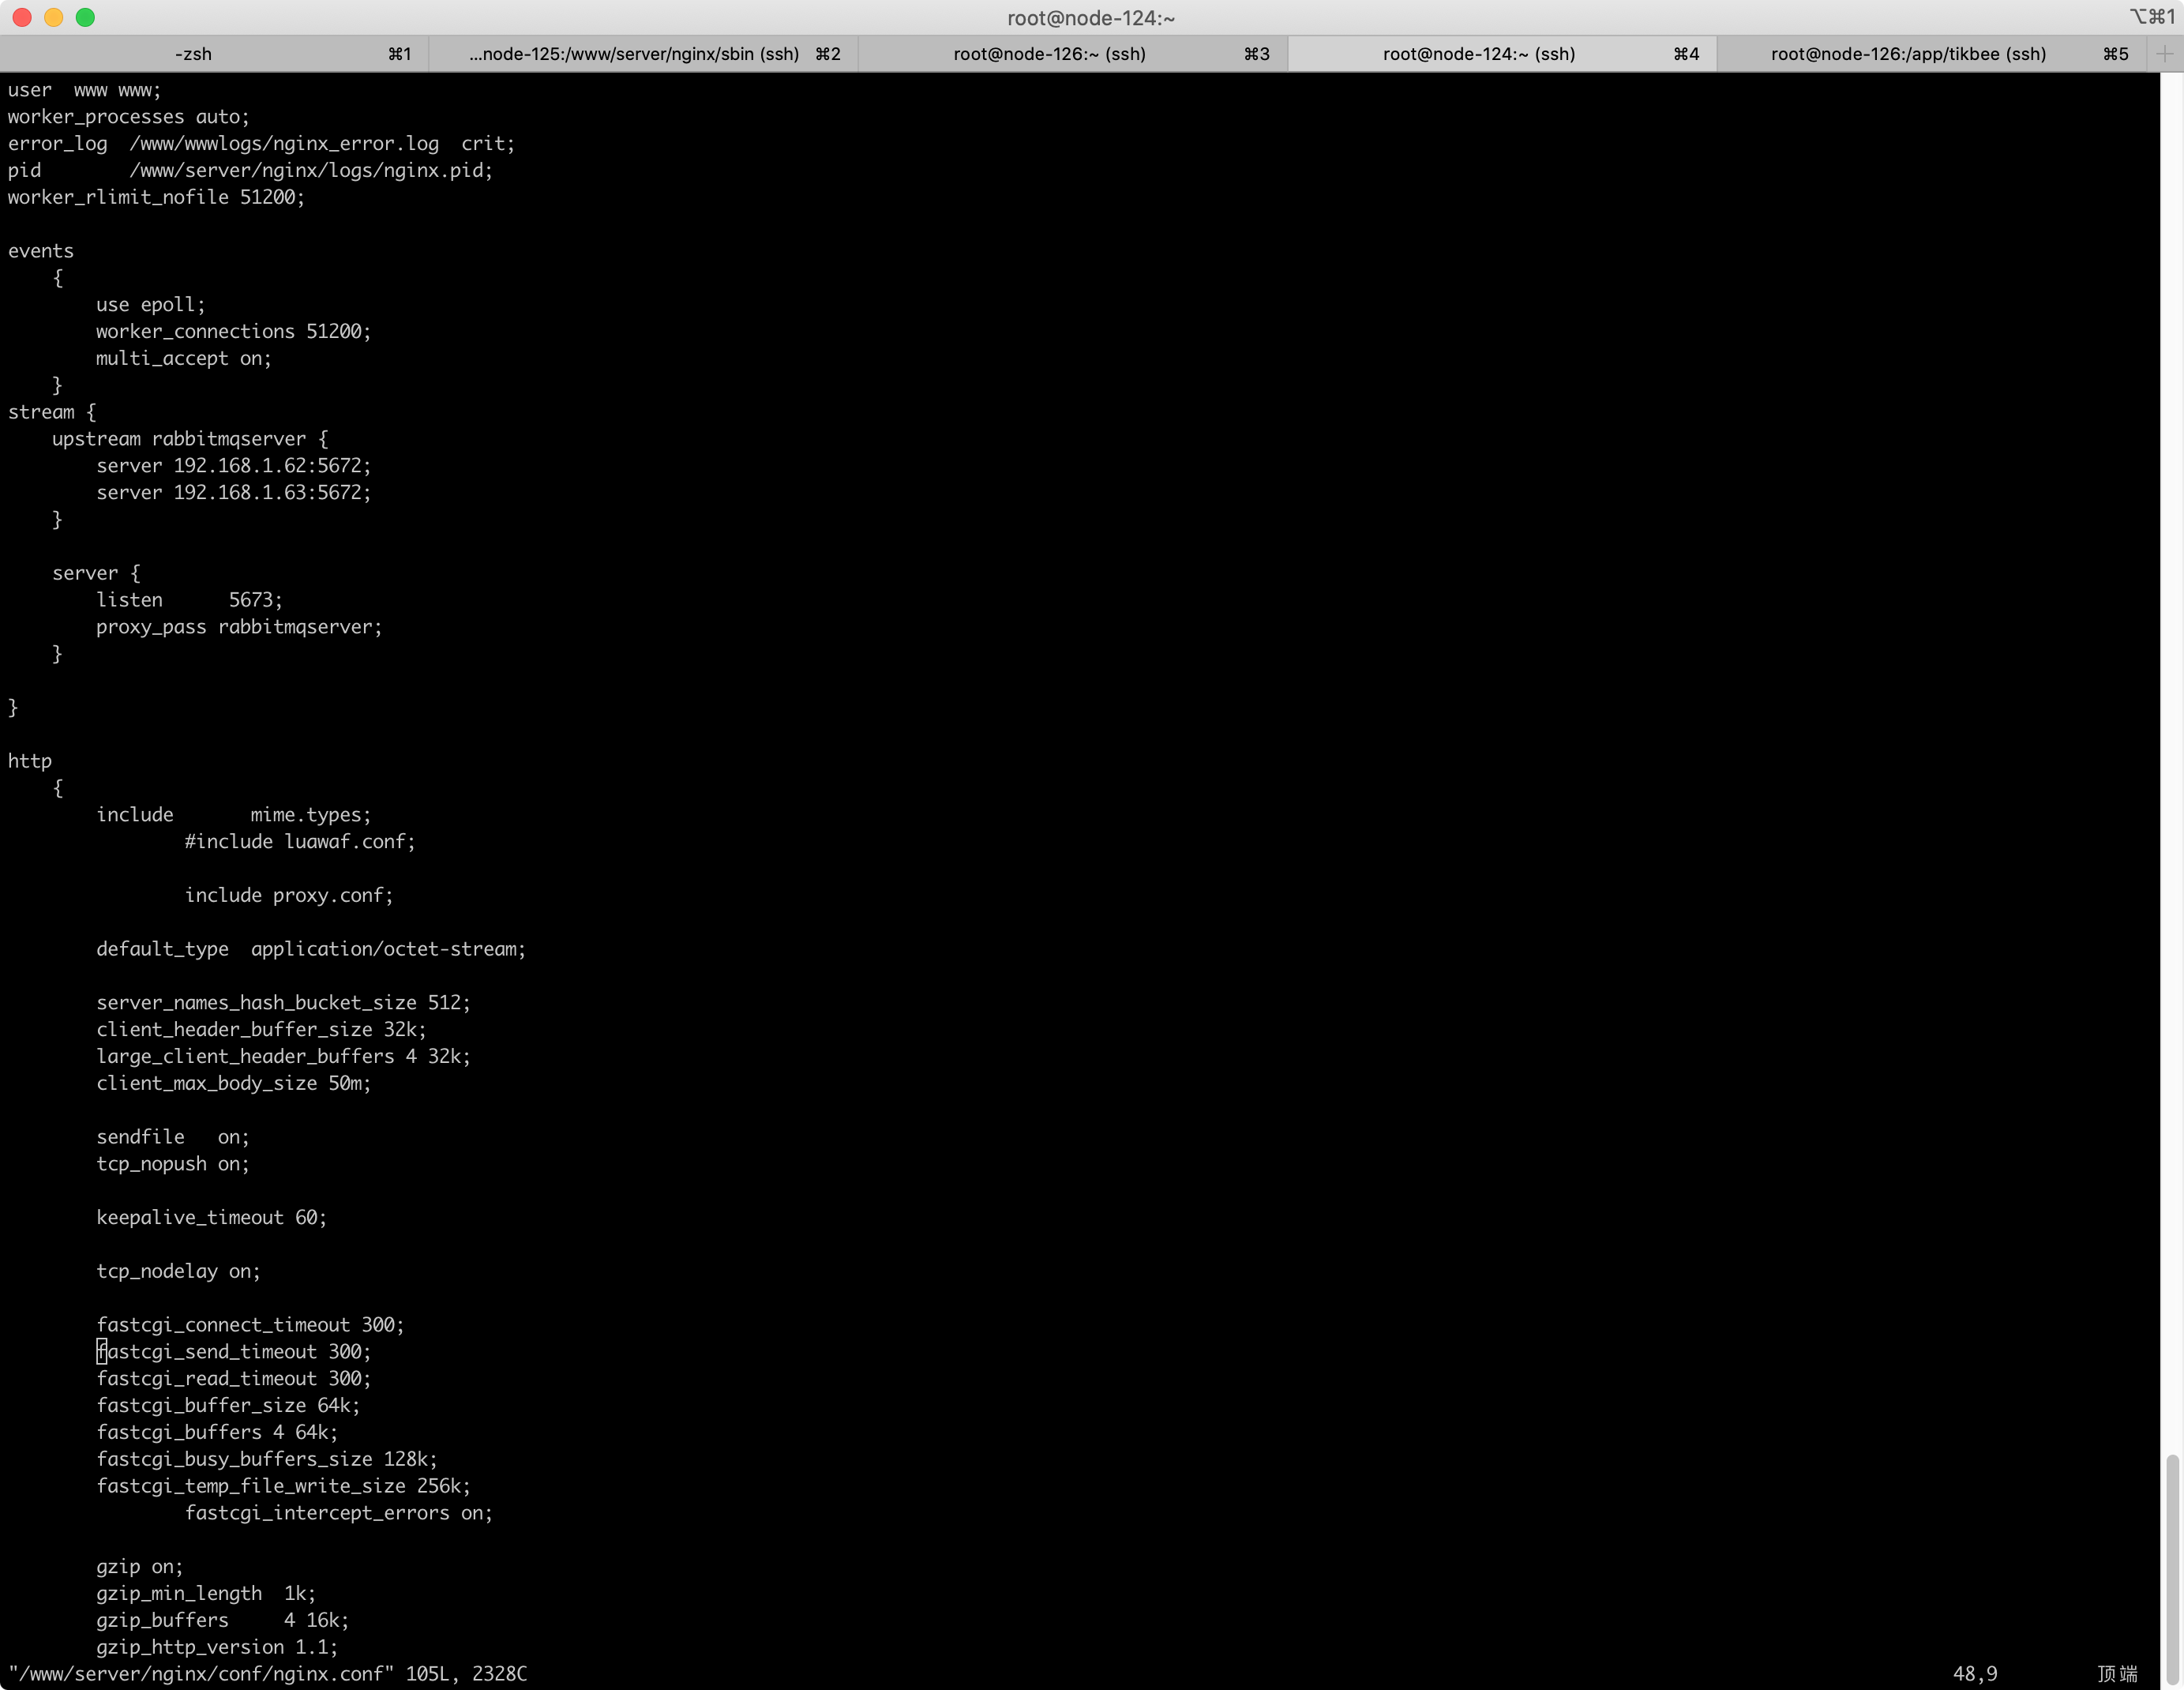 root@node-124:~
⌥⌘1
-zsh ⌘1 ...node-125:/www/server/nginx/sbin (ssh) ⌘2 root@node-126:~ (ssh) ⌘3 root@node-124:~ (ssh) ⌘4 root@node-126:/app/tikbee (ssh) ⌘5
user  www www;
worker_processes auto;
error_log  /www/wwwlogs/nginx_error.log  crit;
pid        /www/server/nginx/logs/nginx.pid;
worker_rlimit_nofile 51200;
events
    {
        use epoll;
        worker_connections 51200;
        multi_accept on;
    }
stream {
    upstream rabbitmqserver {
        server 192.168.1.62:5672;
        server 192.168.1.63:5672;
    }
    server {
        listen      5673;
        proxy_pass rabbitmqserver;
    }
}
http
    {
        include       mime.types;
                #include luawaf.conf;
                include proxy.conf;
        default_type  application/octet-stream;
        server_names_hash_bucket_size 512;
        client_header_buffer_size 32k;
        large_client_header_buffers 4 32k;
        client_max_body_size 50m;
        sendfile   on;
        tcp_nopush on;
        keepalive_timeout 60;
        tcp_nodelay on;
        fastcgi_connect_timeout 300;
        fastcgi_send_timeout 300;
        fastcgi_read_timeout 300;
        fastcgi_buffer_size 64k;
        fastcgi_buffers 4 64k;
        fastcgi_busy_buffers_size 128k;
        fastcgi_temp_file_write_size 256k;
                fastcgi_intercept_errors on;
        gzip on;
        gzip_min_length  1k;
        gzip_buffers     4 16k;
        gzip_http_version 1.1;
"/www/server/nginx/conf/nginx.conf" 105L, 2328C 48,9 顶端